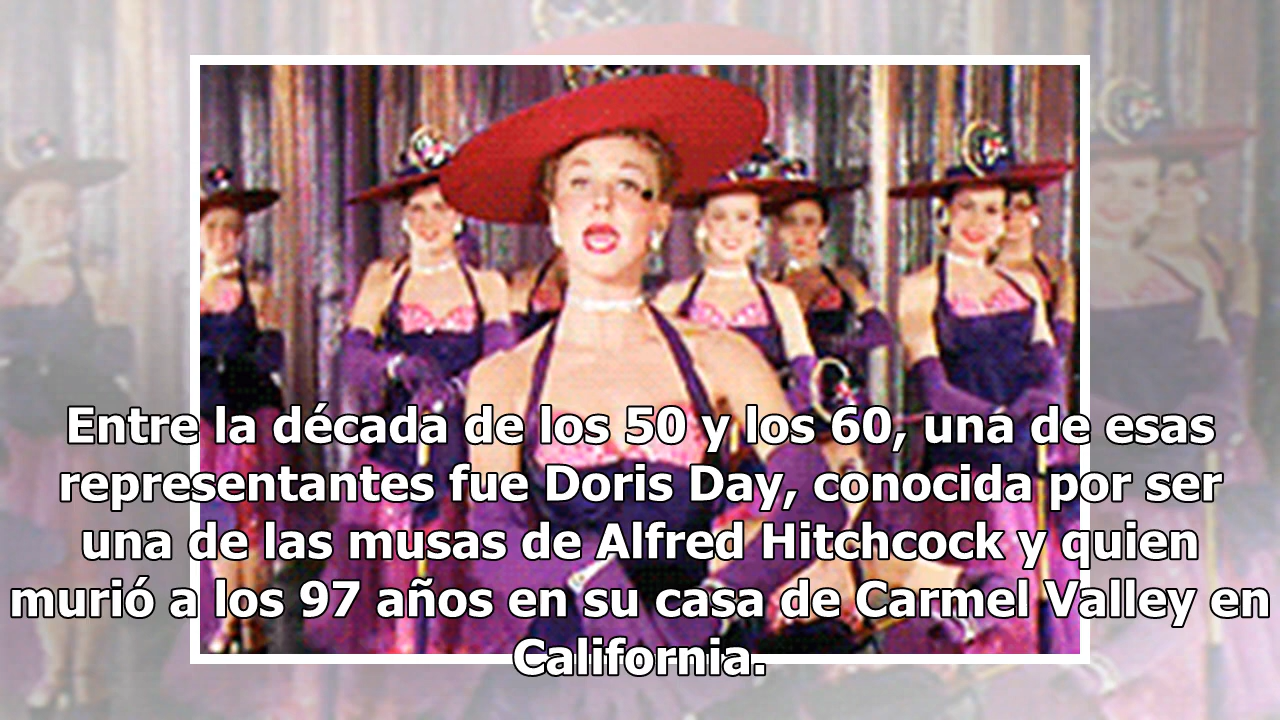 Entre la década de los 50 y los 60, una de esas
representantes fue Doris Day, conocida por ser
una de las musas de Alfred Hitchcock y quien
murió a los 97 años en su casa de Carmel Valley en
California.